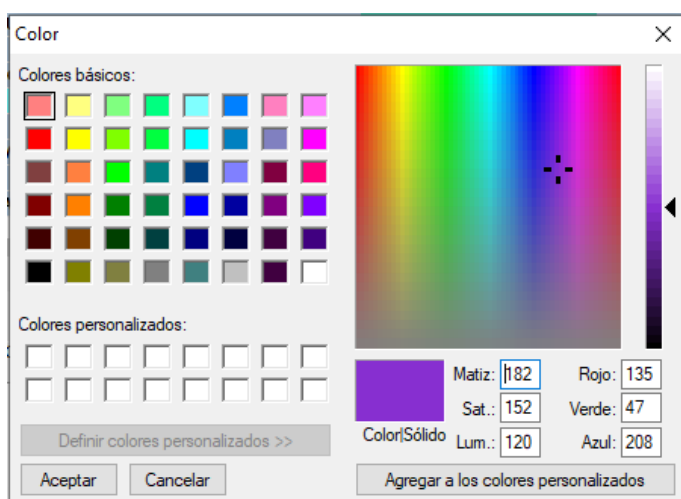 Color
Colores básicos:
Colores personalizados:
Definir colores personalizados >>
Aceptar
Cancelar
Color|Sólido
Matiz: 182
Sat.: 152
Lum.: 120
Rojo: 135
Verde: 47
Azul: 208
Agregar a los colores personalizados